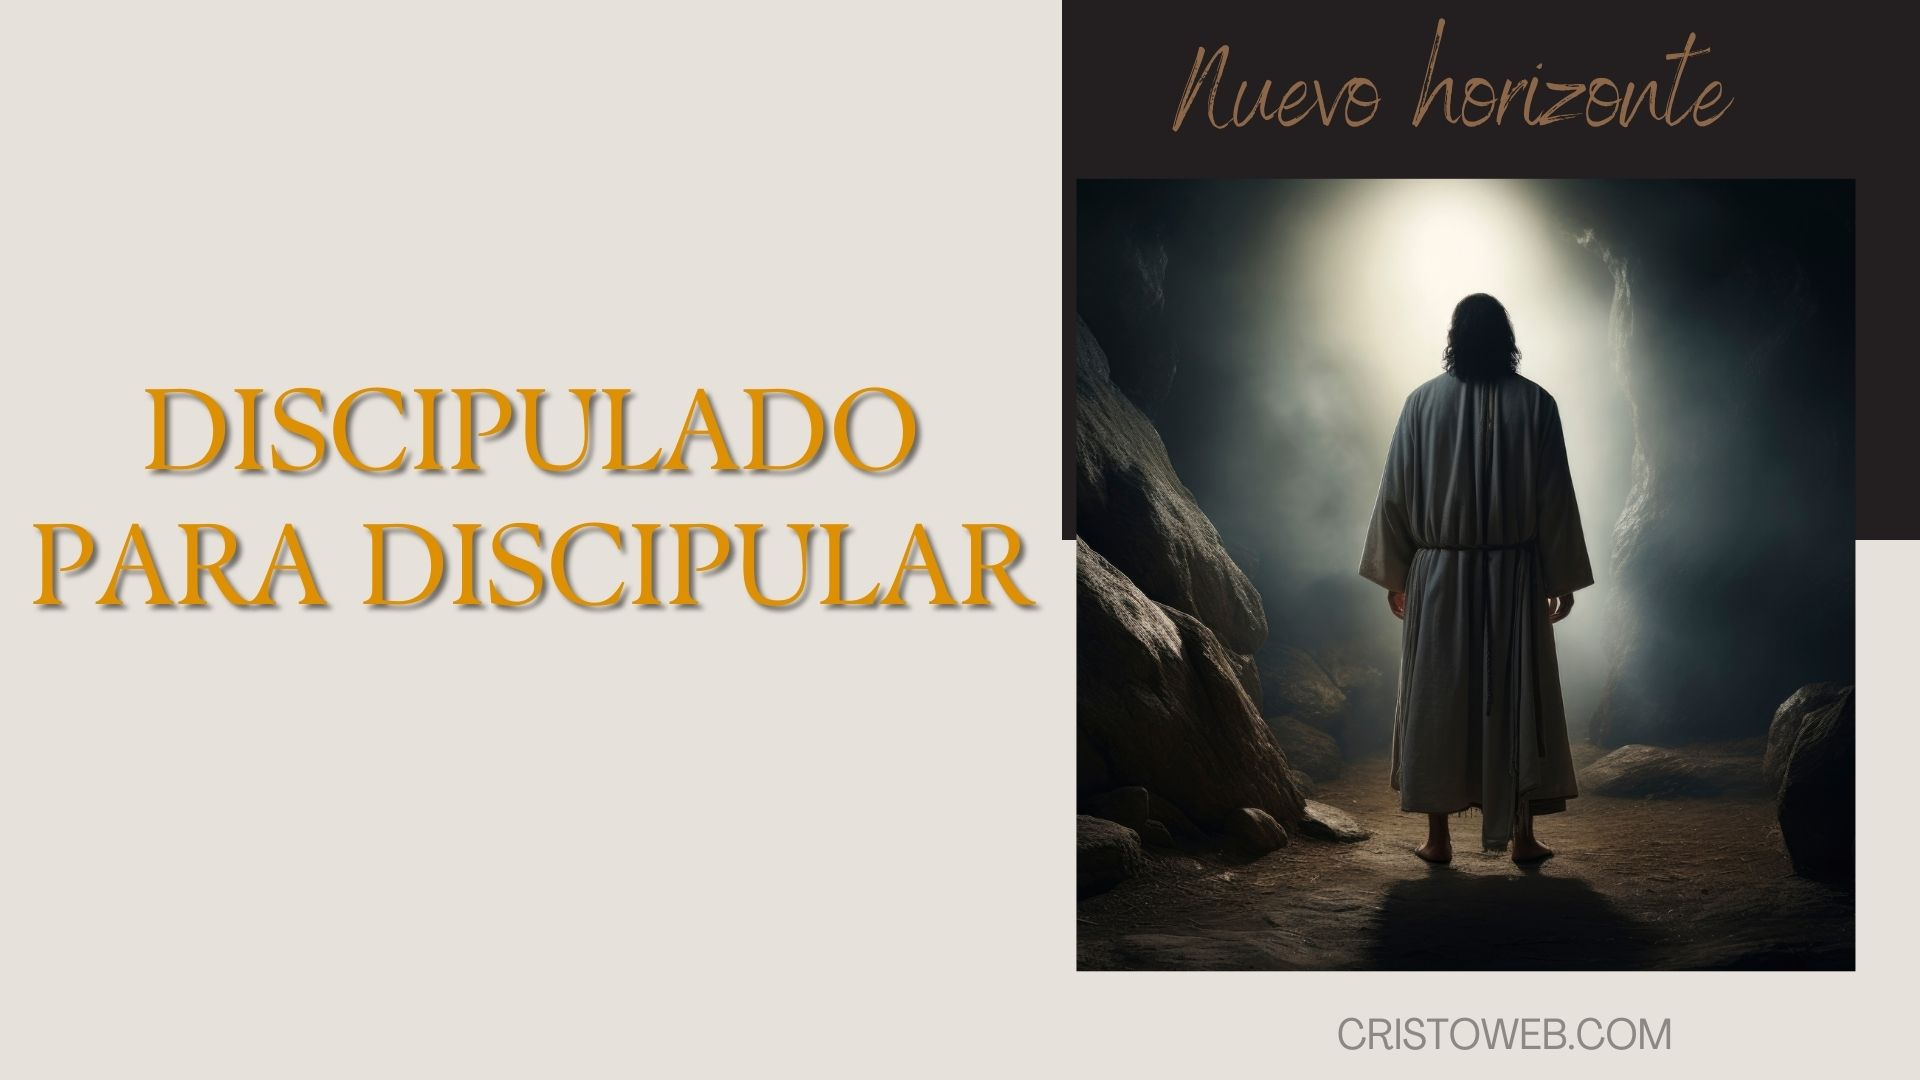 Nuevo horizonte
DISCIPULADO
PARA DISCIPULAR
CRISTOWEB.COM